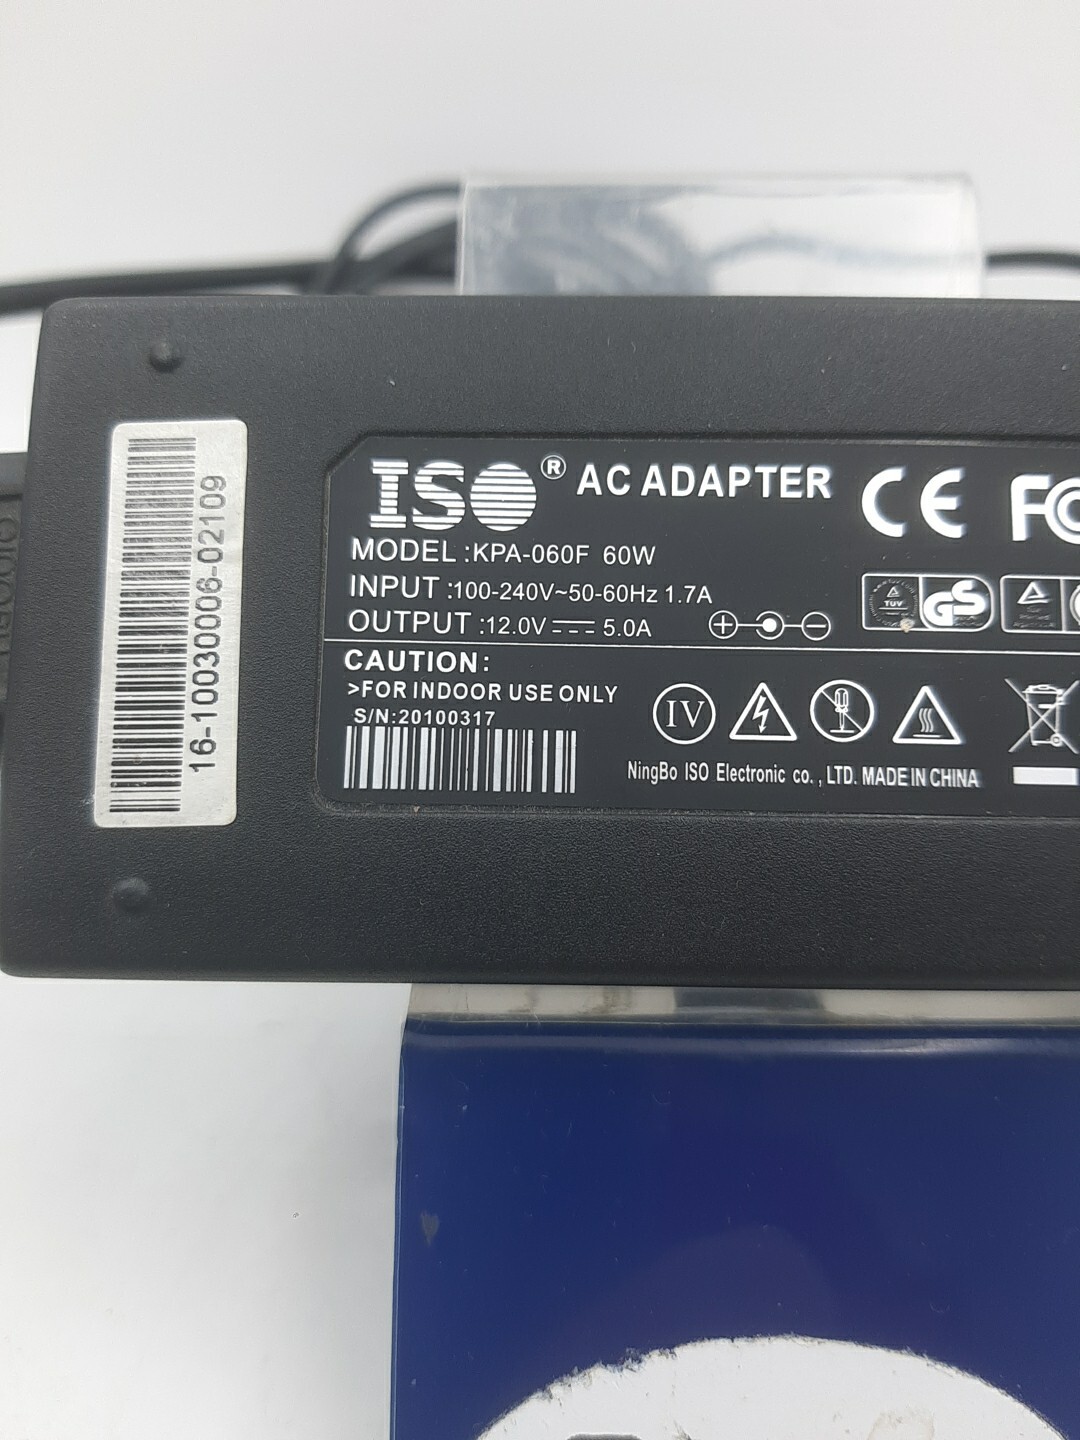 16-10030006-02109
ISO® AC ADAPTER CE FC
MODEL :KPA-060F 60W
INPUT :100-240V~50-60Hz 1.7A
OUTPUT :12.0V 5.0A
TUV GS
CAUTION:
>FOR INDOOR USE ONLY
S/N:20100317
IV
NingBo ISO Electronic co., LTD. MADE IN CHINA